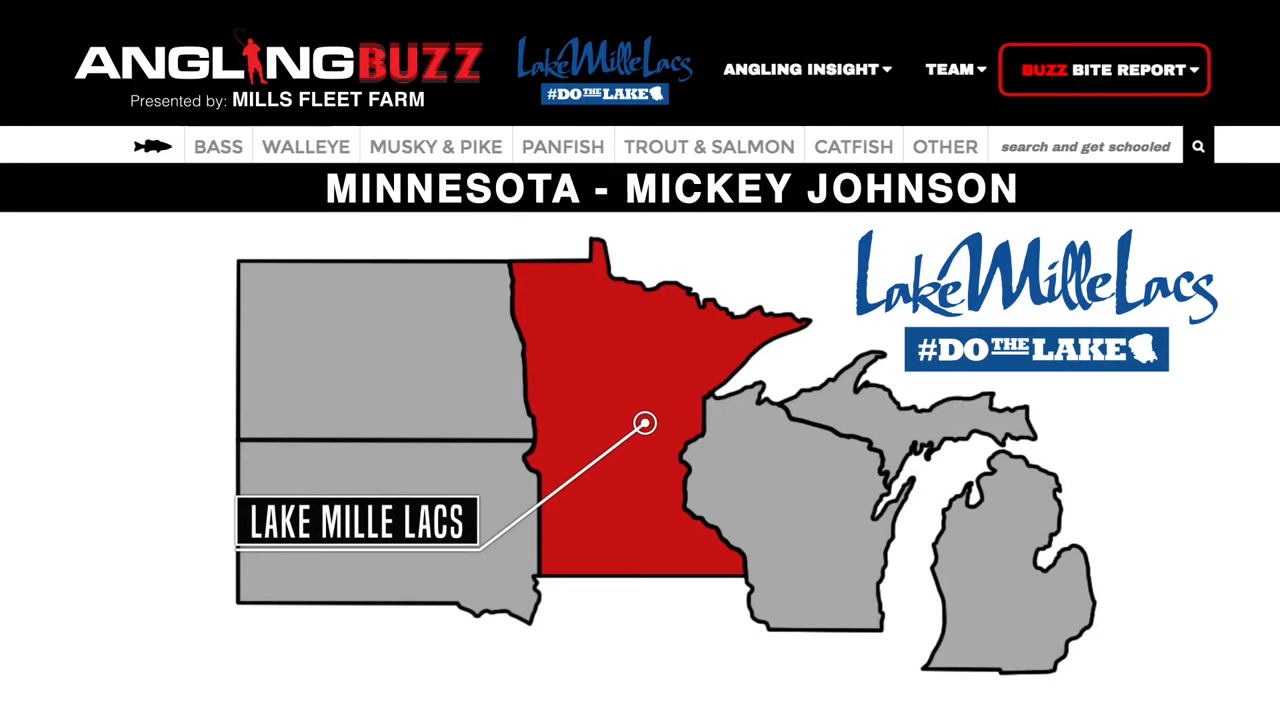 ANGLINGBUZZ
Presented by: MILLS FLEET FARM
Lake Mille Lacs
#DO THE LAKE
ANGLING INSIGHT
TEAM
BUZZ BITE REPORT
BASS
WALLEYE
MUSKY & PIKE
PANFISH
TROUT & SALMON
CATFISH
OTHER
search and get schooled
MINNESOTA - MICKEY JOHNSON
Lake Mille Lacs
#DO THE LAKE
LAKE MILLE LACS